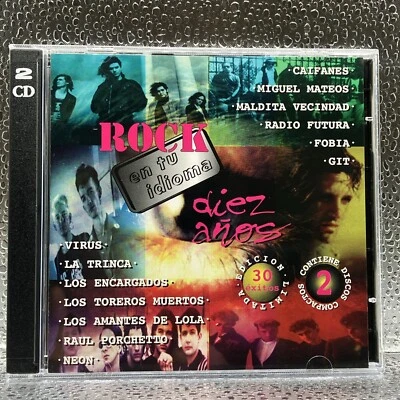 2
CD
·CAIFANES·
·MIGUEL MATEOS·
·MALDITA VECINDAD·
·RADIO FUTURA·
·FOBIA·
·GIT·
ROCK
en tu
idioma
diez
años
·VIRUS·
·LA TRINCA·
·LOS ENCARGADOS·
·LOS TOREROS MUERTOS·
·LOS AMANTES DE LOLA·
·RAUL PORCHETTO·
·NEON·
EDICION LIMITADA
30
éxitos
CONTIENE DISCOS COMPACTOS
2